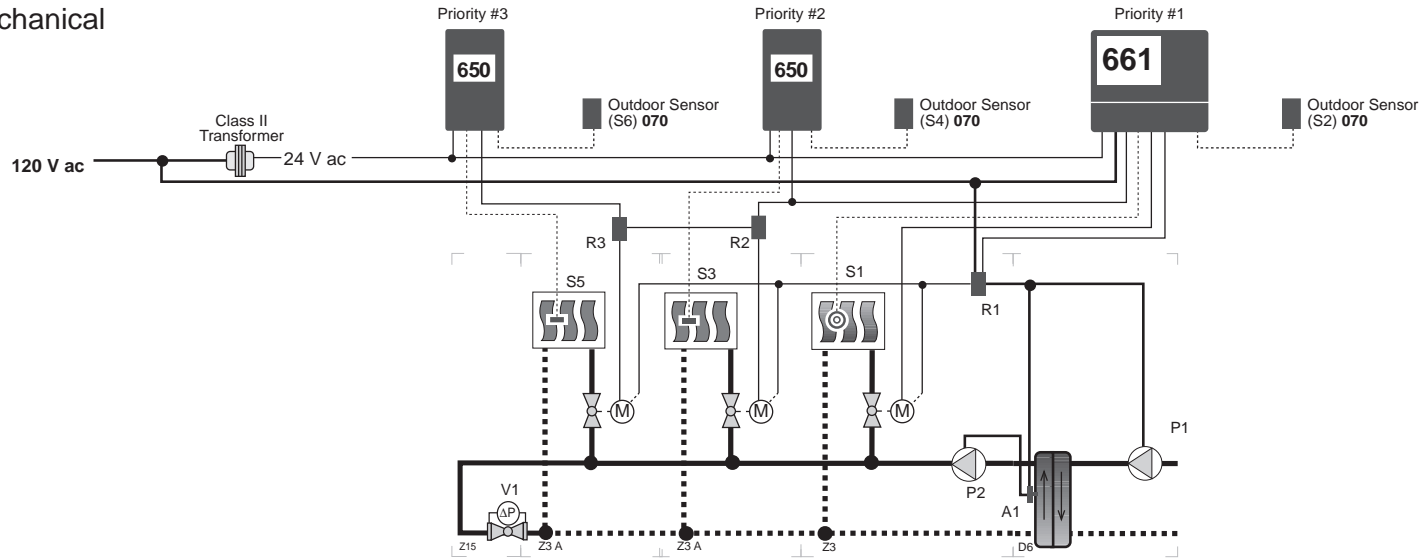 chanical
Priority #3
Priority #2
Priority #1
650
650
661
Outdoor Sensor
(S6) 070
Outdoor Sensor
(S4) 070
Outdoor Sensor
(S2) 070
Class II
Transformer
120 V ac
24 V ac
R3
R2
R1
S5
S3
S1
M
M
M
P1
P2
A1
V1
ΔP
Z15
Z3 A
Z3 A
Z3
D6